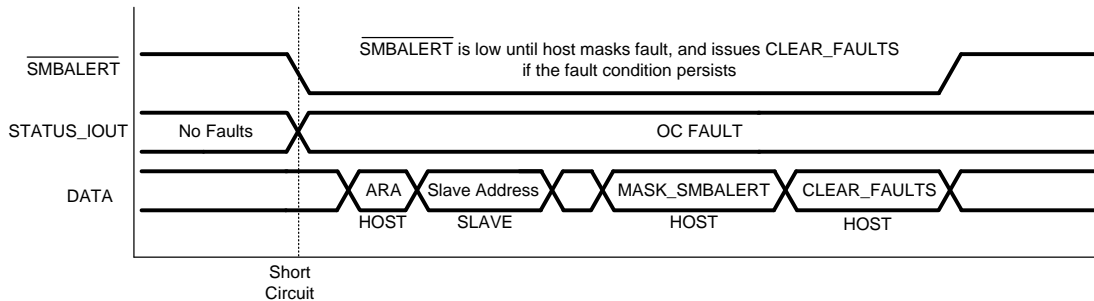 SMBALERT is low until host masks fault, and issues CLEAR_FAULTS
if the fault condition persists
SMBALERT
STATUS_IOUT
No Faults
OC FAULT
DATA
ARA
Slave Address
MASK_SMBALERT
CLEAR_FAULTS
HOST
SLAVE
HOST
HOST
Short
Circuit